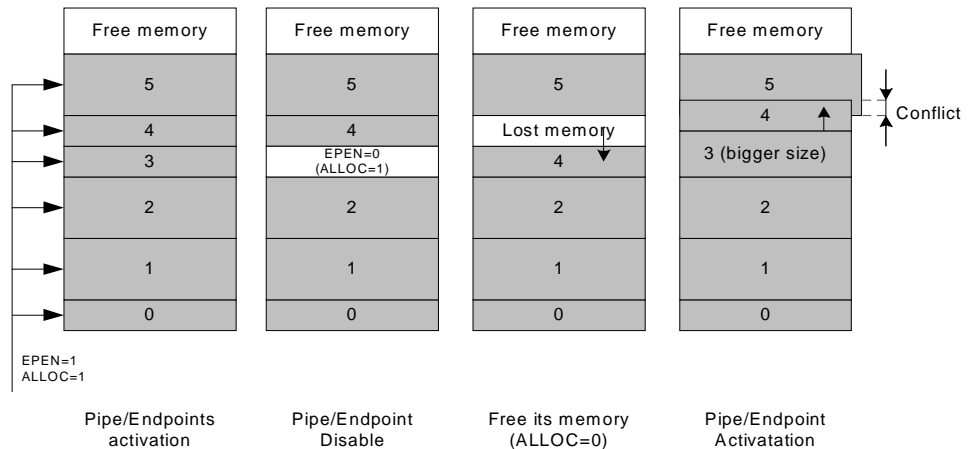 Free memory
5
4
3
2
1
0
EPEN=1
ALLOC=1
Pipe/Endpoints
activation
Free memory
5
4
EPEN=0
(ALLOC=1)
2
1
0
Pipe/Endpoint
Disable
Free memory
5
Lost memory
4
2
1
0
Free its memory
(ALLOC=0)
Free memory
5
4
Conflict
3 (bigger size)
2
1
0
Pipe/Endpoint
Activatation